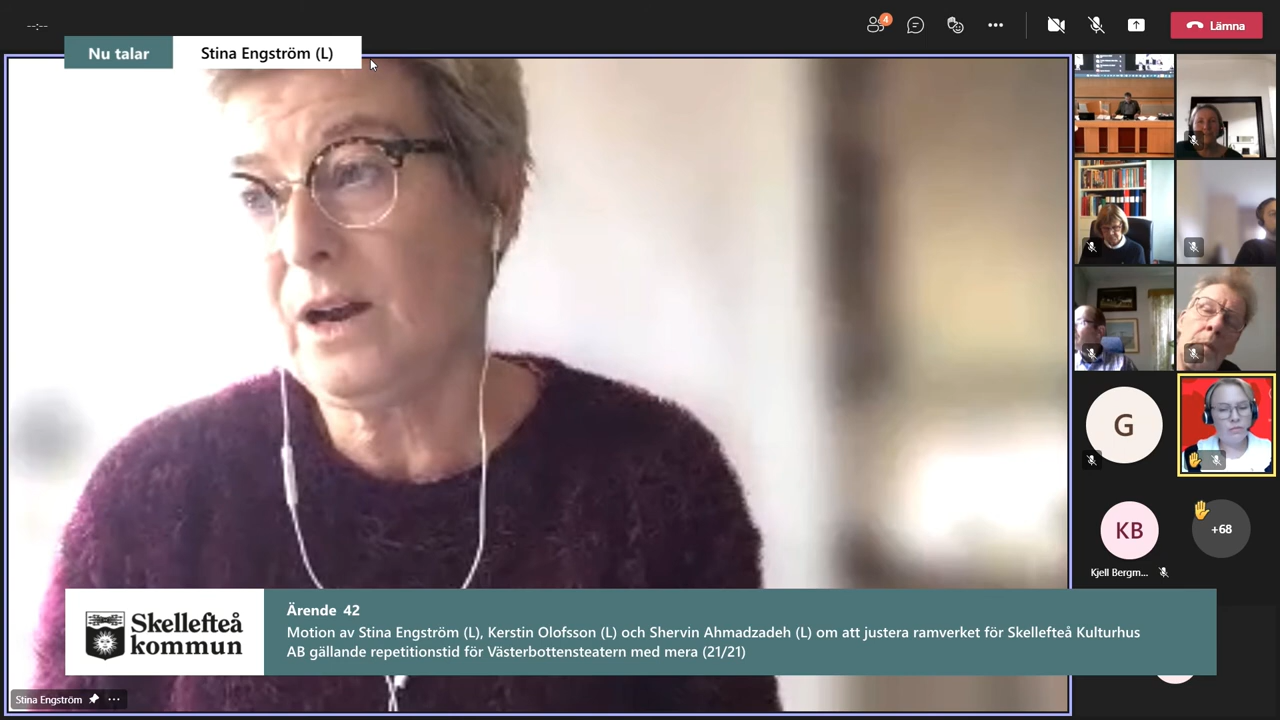 --:--
4
Lämna
Nu talar
Stina Engström (L)
G
KB
+68
Kjell Bergm...
Skellefteå
kommun
Ärende 42
Motion av Stina Engström (L), Kerstin Olofsson (L) och Shervin Ahmadzadeh (L) om att justera ramverket för Skellefteå Kulturhus
AB gällande repetitionstid för Västerbottensteatern med mera (21/21)
Stina Engström